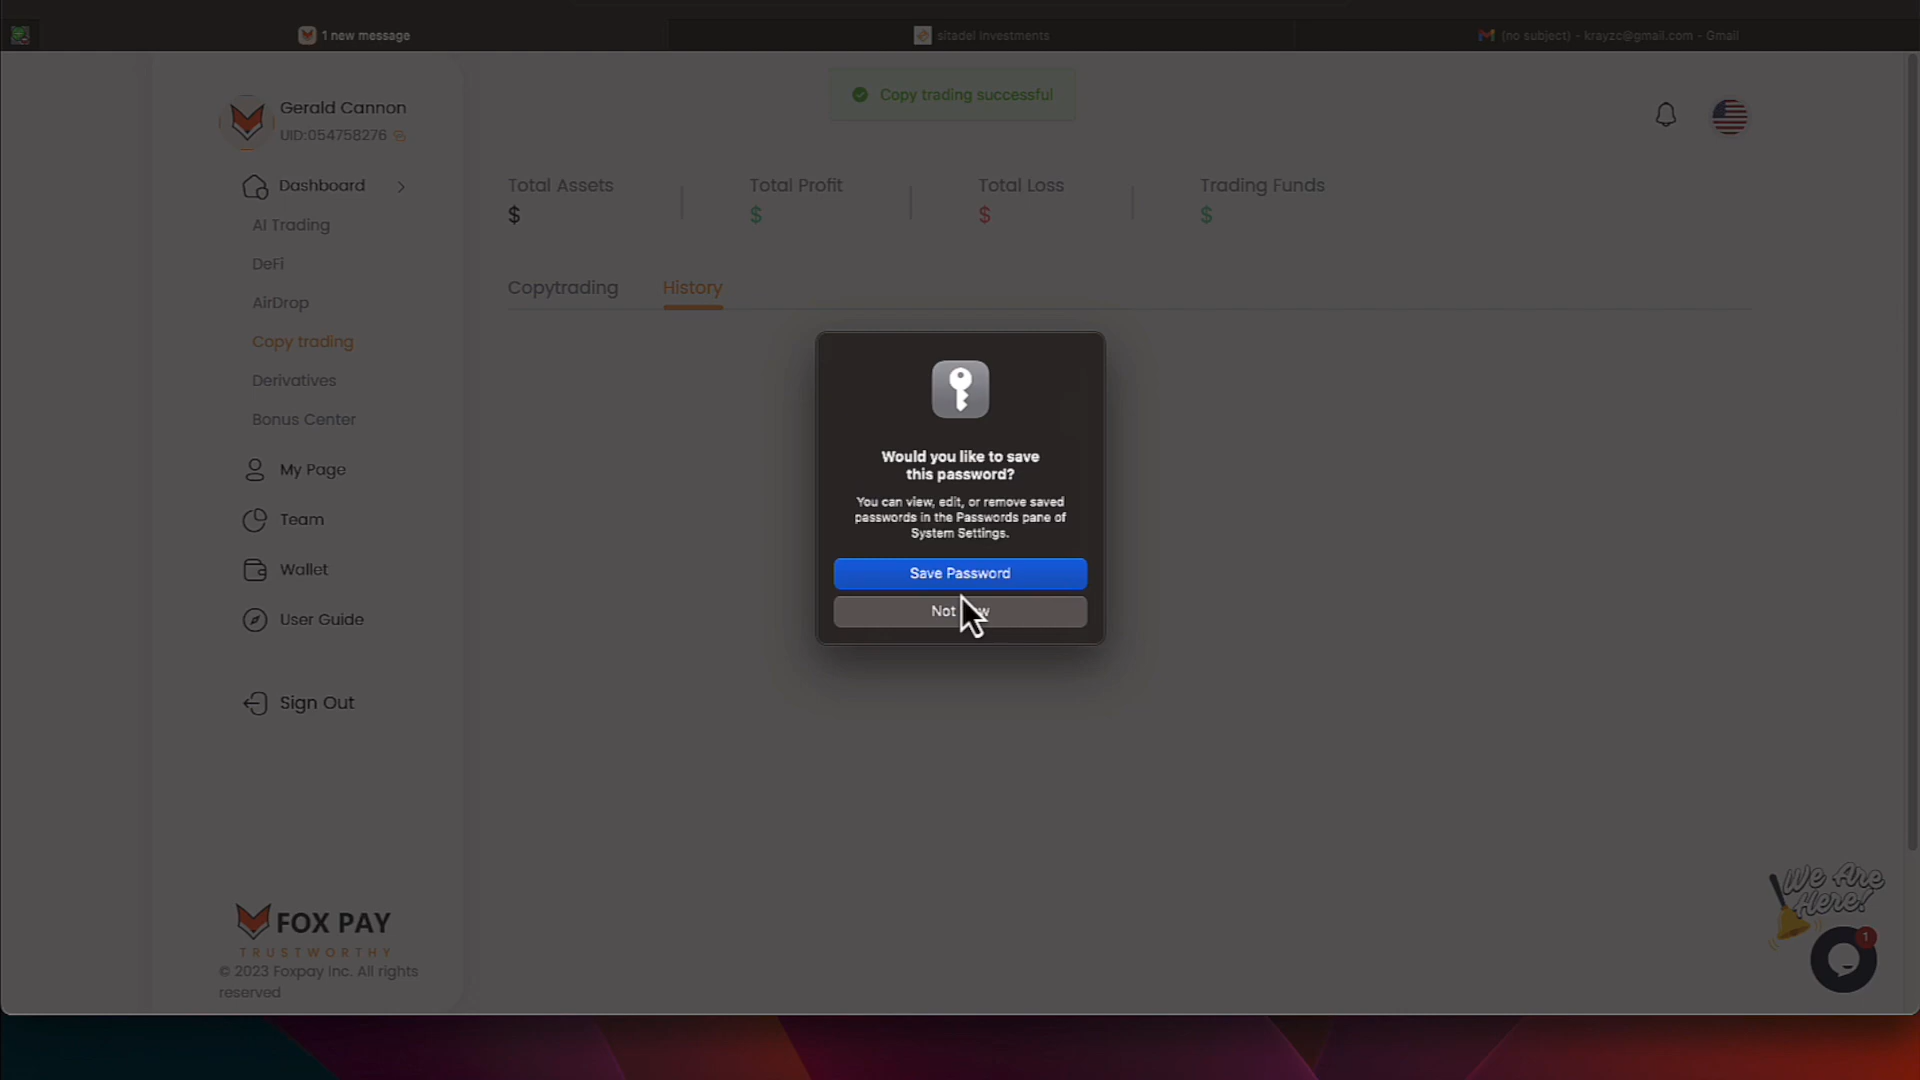 1 new message
sitadel investments
(no subject) - krayzc@gmail.com - Gmail
Gerald Cannon
UID:054758276
Copy trading successful
Dashboard
AI Trading
DeFi
AirDrop
Copy trading
Derivatives
Bonus Center
My Page
Team
Wallet
User Guide
Sign Out
Total Assets
$
Total Profit
$
Total Loss
$
Trading Funds
$
Copytrading
History
Would you like to save
this password?
You can view, edit, or remove saved
passwords in the Passwords pane of
System Settings.
Save Password
Not
FOX PAY
TRUSTWORTHY
© 2023 Foxpay Inc. All rights
reserved
We Are
Here!
1